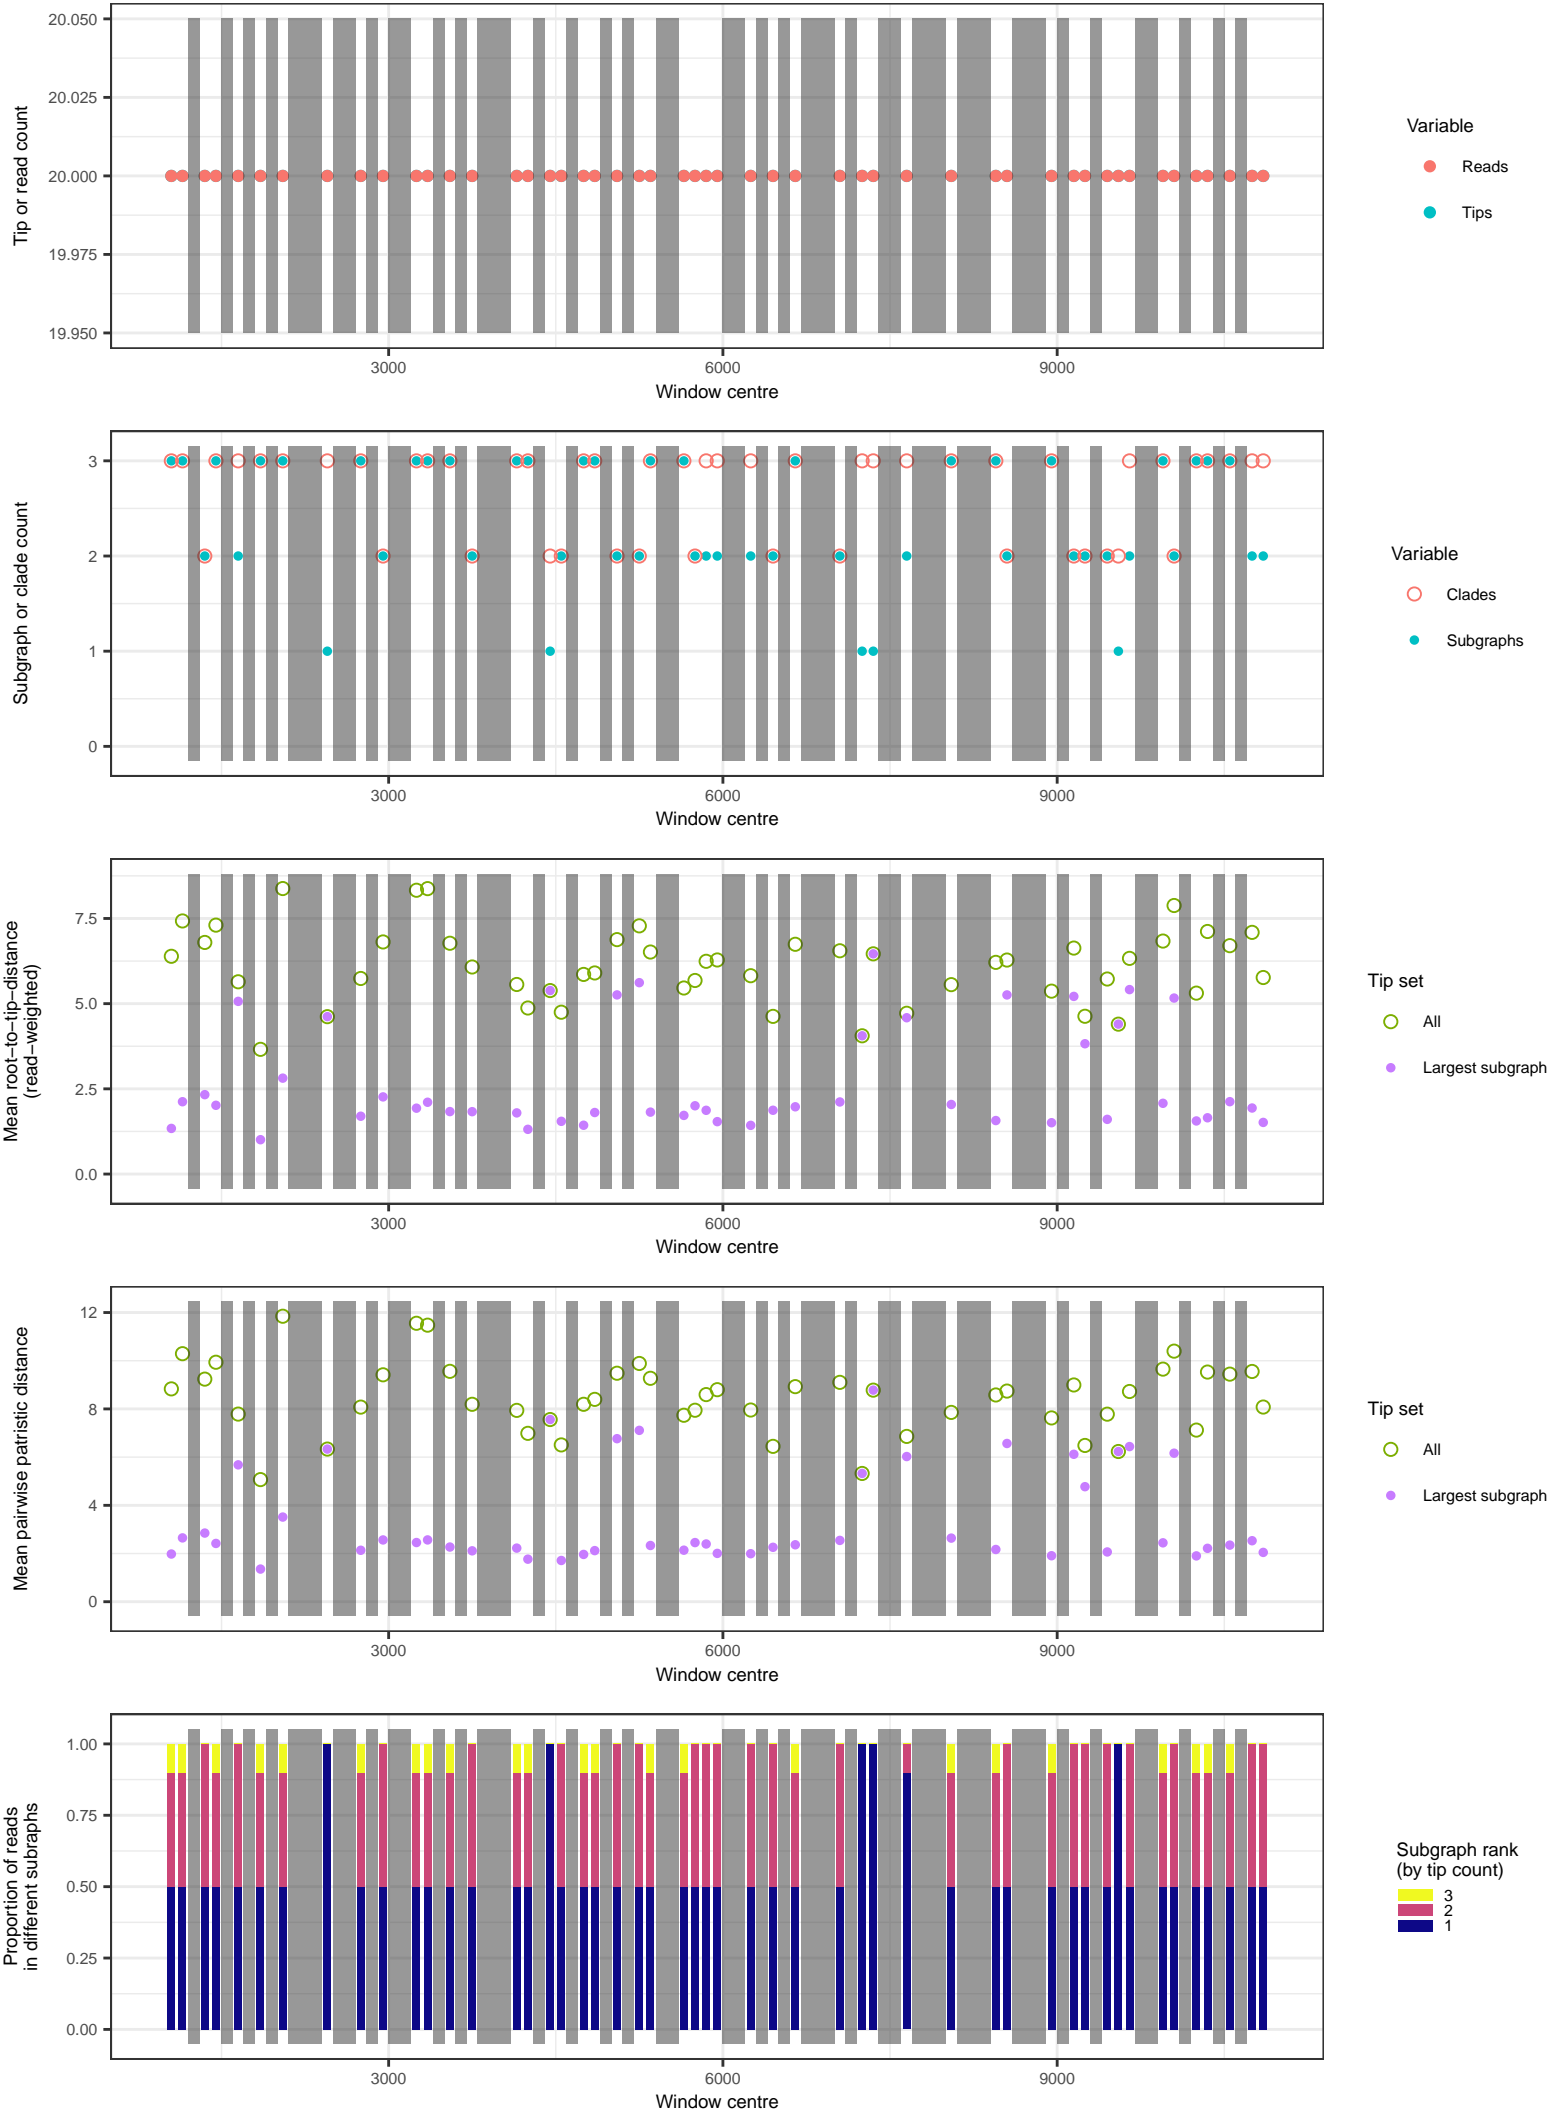 20.050
20.025
20.000
19.975
19.950
Tip or read count
3000
6000
9000
Window centre
Variable
Reads
Tips
3
2
1
0
Subgraph or clade count
3000
6000
9000
Window centre
Variable
Clades
Subgraphs
7.5
5.0
2.5
0.0
Mean root−to−tip−distance
(read−weighted)
3000
6000
9000
Window centre
Tip set
All
Largest subgraph
12
8
4
0
Mean pairwise patristic distance
3000
6000
9000
Window centre
Tip set
All
Largest subgraph
1.00
0.75
0.50
0.25
0.00
Proportion of reads
in different subraphs
3000
6000
9000
Window centre
Subgraph rank
(by tip count)
3
2
1